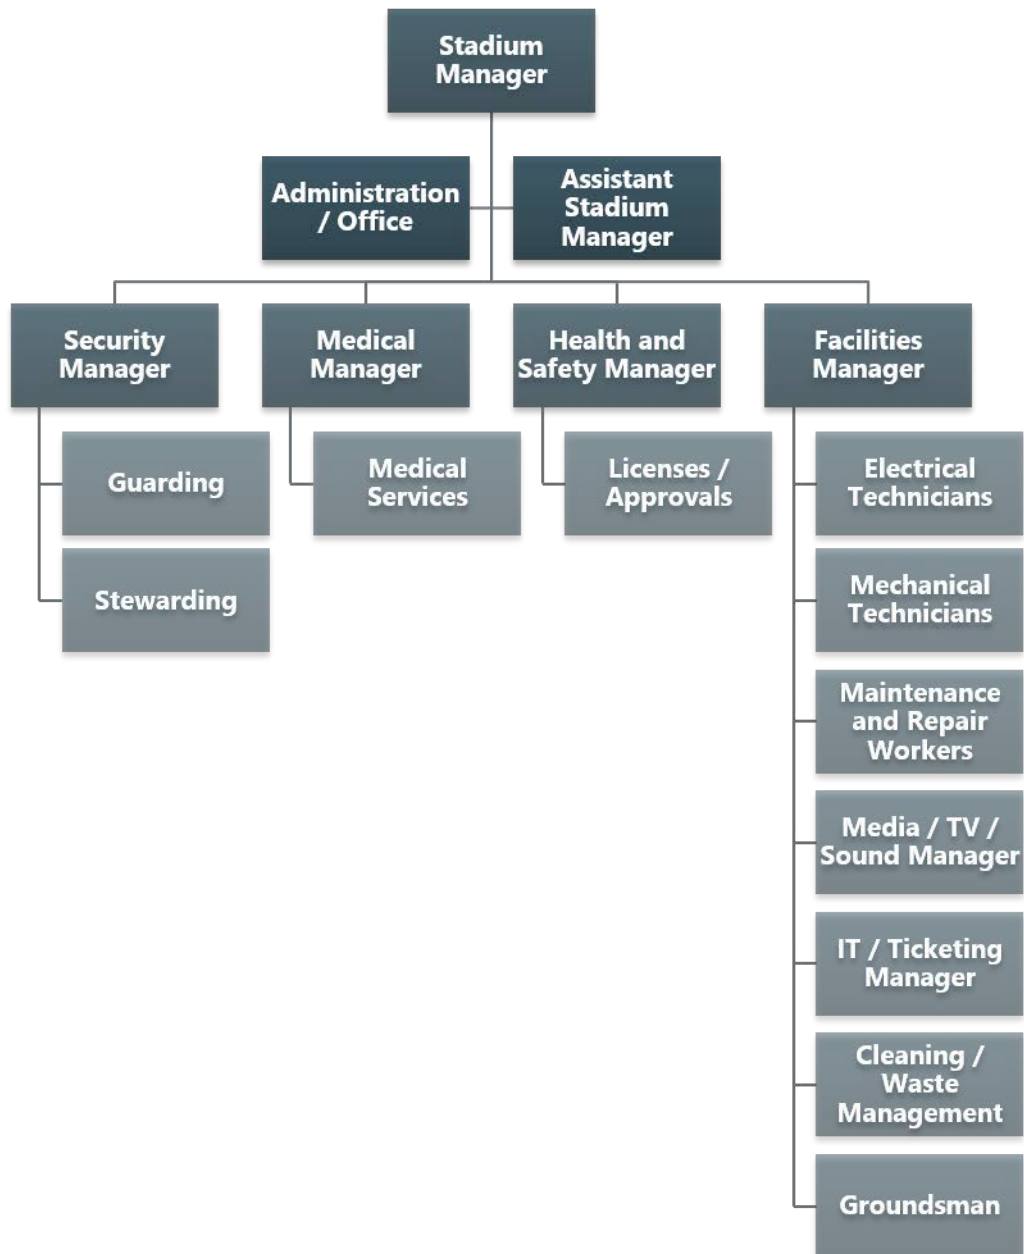 Stadium
Manager
Administration
/ Office
Assistant
Stadium
Manager
Security
Manager
Medical
Manager
Health and
Safety Manager
Facilities
Manager
Guarding
Stewarding
Medical
Services
Licenses /
Approvals
Electrical
Technicians
Mechanical
Technicians
Maintenance
and Repair
Workers
Media / TV /
Sound Manager
IT / Ticketing
Manager
Cleaning /
Waste
Management
Groundsman